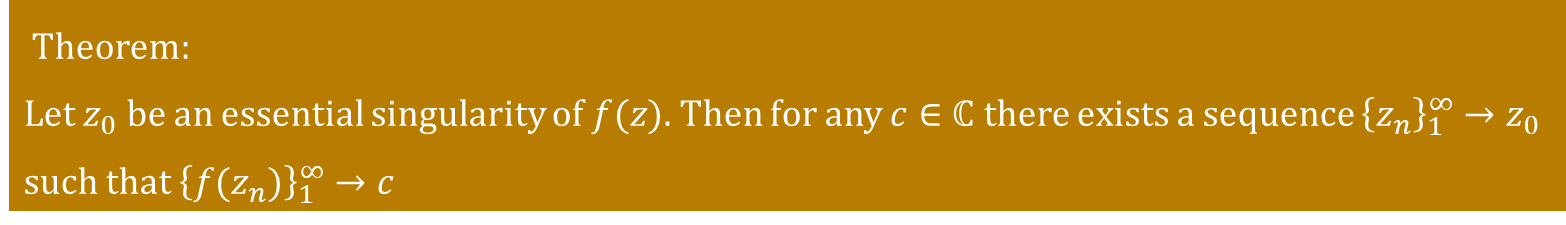 Theorem:
Let z₀ be an essential singularity of f(z). Then for any c ∈ ℂ there exists a sequence {zₙ}₁^∞ → z₀
such that {f(zₙ)}₁^∞ → c